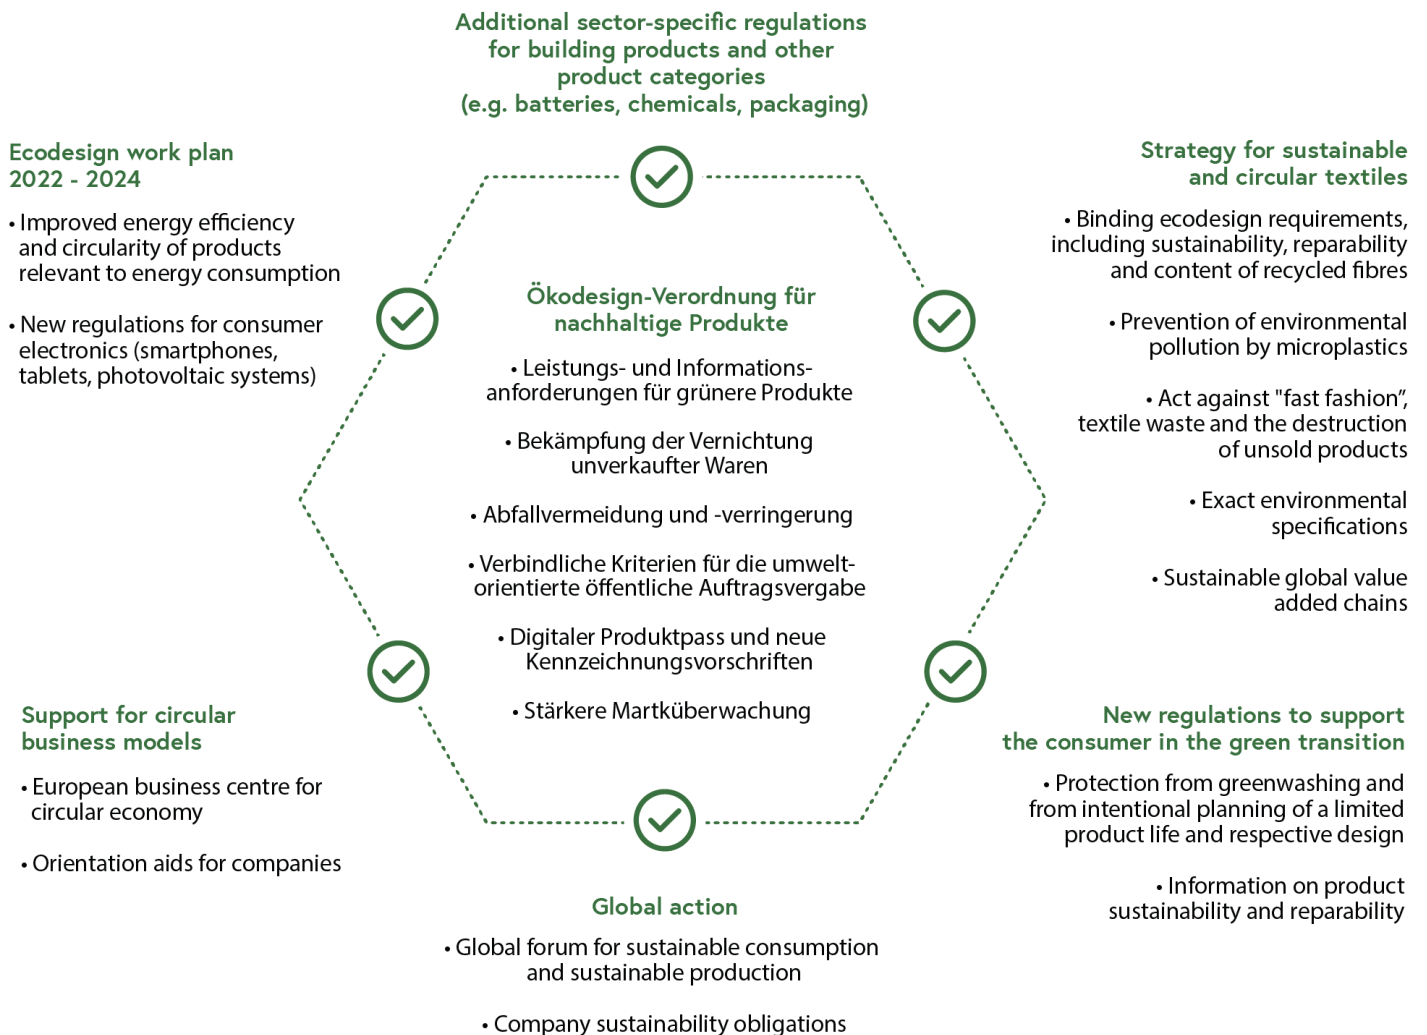 Additional sector-specific regulations
for building products and other
product categories
(e.g. batteries, chemicals, packaging)
Ecodesign work plan
2022 - 2024
• Improved energy efficiency
and circularity of products
relevant to energy consumption
• New regulations for consumer
electronics (smartphones,
tablets, photovoltaic systems)
Strategy for sustainable
and circular textiles
• Binding ecodesign requirements,
including sustainability, reparability
and content of recycled fibres
• Prevention of environmental
pollution by microplastics
• Act against "fast fashion”,
textile waste and the destruction
of unsold products
• Exact environmental
specifications
• Sustainable global value
added chains
Ökodesign-Verordnung für
nachhaltige Produkte
• Leistungs- und Informations-
anforderungen für grünere Produkte
• Bekämpfung der Vernichtung
unverkaufter Waren
• Abfallvermeidung und -verringerung
• Verbindliche Kriterien für die umwelt-
orientierte öffentliche Auftragsvergabe
• Digitaler Produktpass und neue
Kennzeichnungsvorschriften
• Stärkere Martküberwachung
Support for circular
business models
• European business centre for
circular economy
• Orientation aids for companies
New regulations to support
the consumer in the green transition
• Protection from greenwashing and
from intentional planning of a limited
product life and respective design
• Information on product
sustainability and reparability
Global action
• Global forum for sustainable consumption
and sustainable production
• Company sustainability obligations